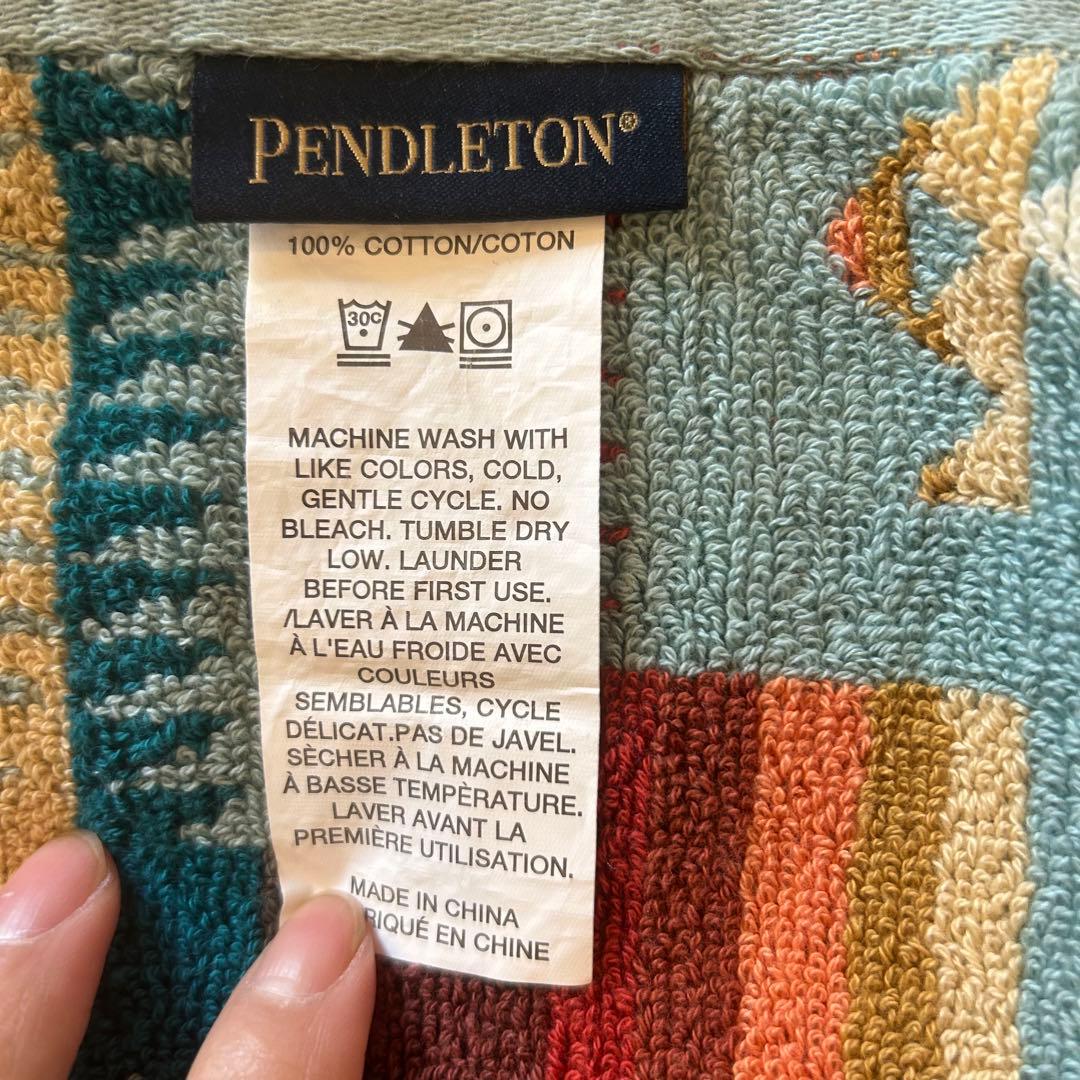 PENDLETON®
100% COTTON/COTON
30C
MACHINE WASH WITH
LIKE COLORS, COLD,
GENTLE CYCLE. NO
BLEACH. TUMBLE DRY
LOW. LAUNDER
BEFORE FIRST USE.
/LAVER À LA MACHINE
À L'EAU FROIDE AVEC
COULEURS
SEMBLABLES, CYCLE
DÉLICAT.PAS DE JAVEL.
SÈCHER À LA MACHINE
À BASSE TEMPÈRATURE.
LAVER AVANT LA
PREMIÈRE UTILISATION.
MADE IN CHINA
EN CHINE